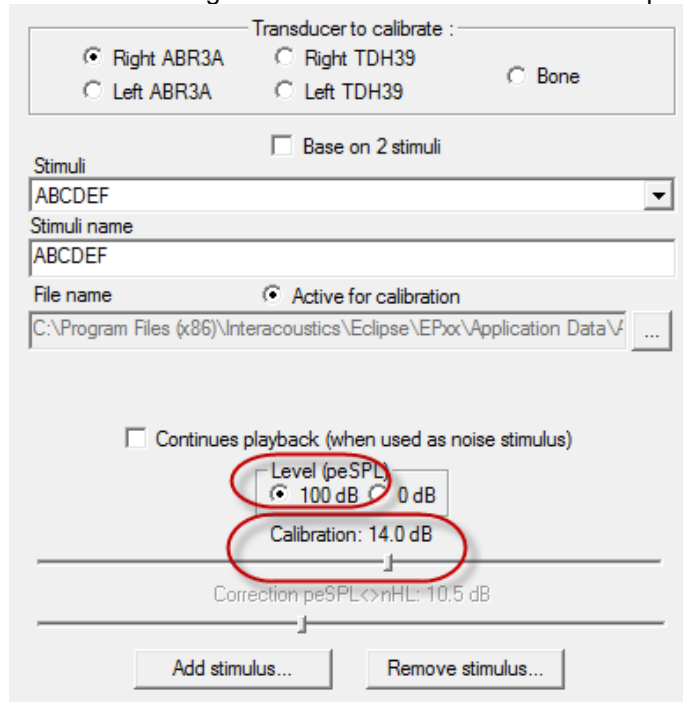 Transducer to calibrate :
Right ABR3A Right TDH39 Bone
Left ABR3A Left TDH39
Base on 2 stimuli
Stimuli
ABCDEF
Stimuli name
ABCDEF
File name Active for calibration
C:\Program Files (x86)\Interacoustics\Eclipse\EPxx\Application Data\ ...
Continues playback (when used as noise stimulus)
Level (peSPL)
100 dB 0 dB
Calibration: 14.0 dB
Correction peSPL<>nHL: 10.5 dB
Add stimulus... Remove stimulus...